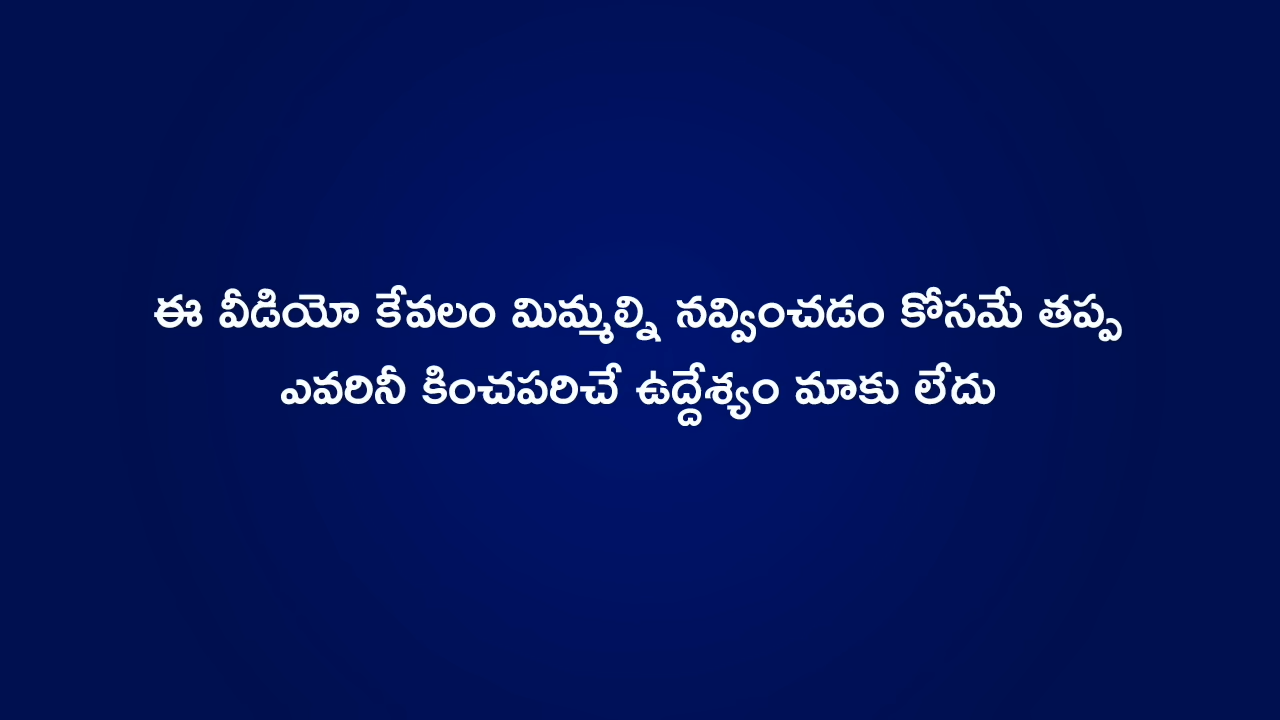 ఈ వీడియో కేవలం మిమ్మల్ని నవ్వించడం కోసమే తప్ప
ఎవరినీ కించపరిచే ఉద్దేశ్యం మాకు లేదు